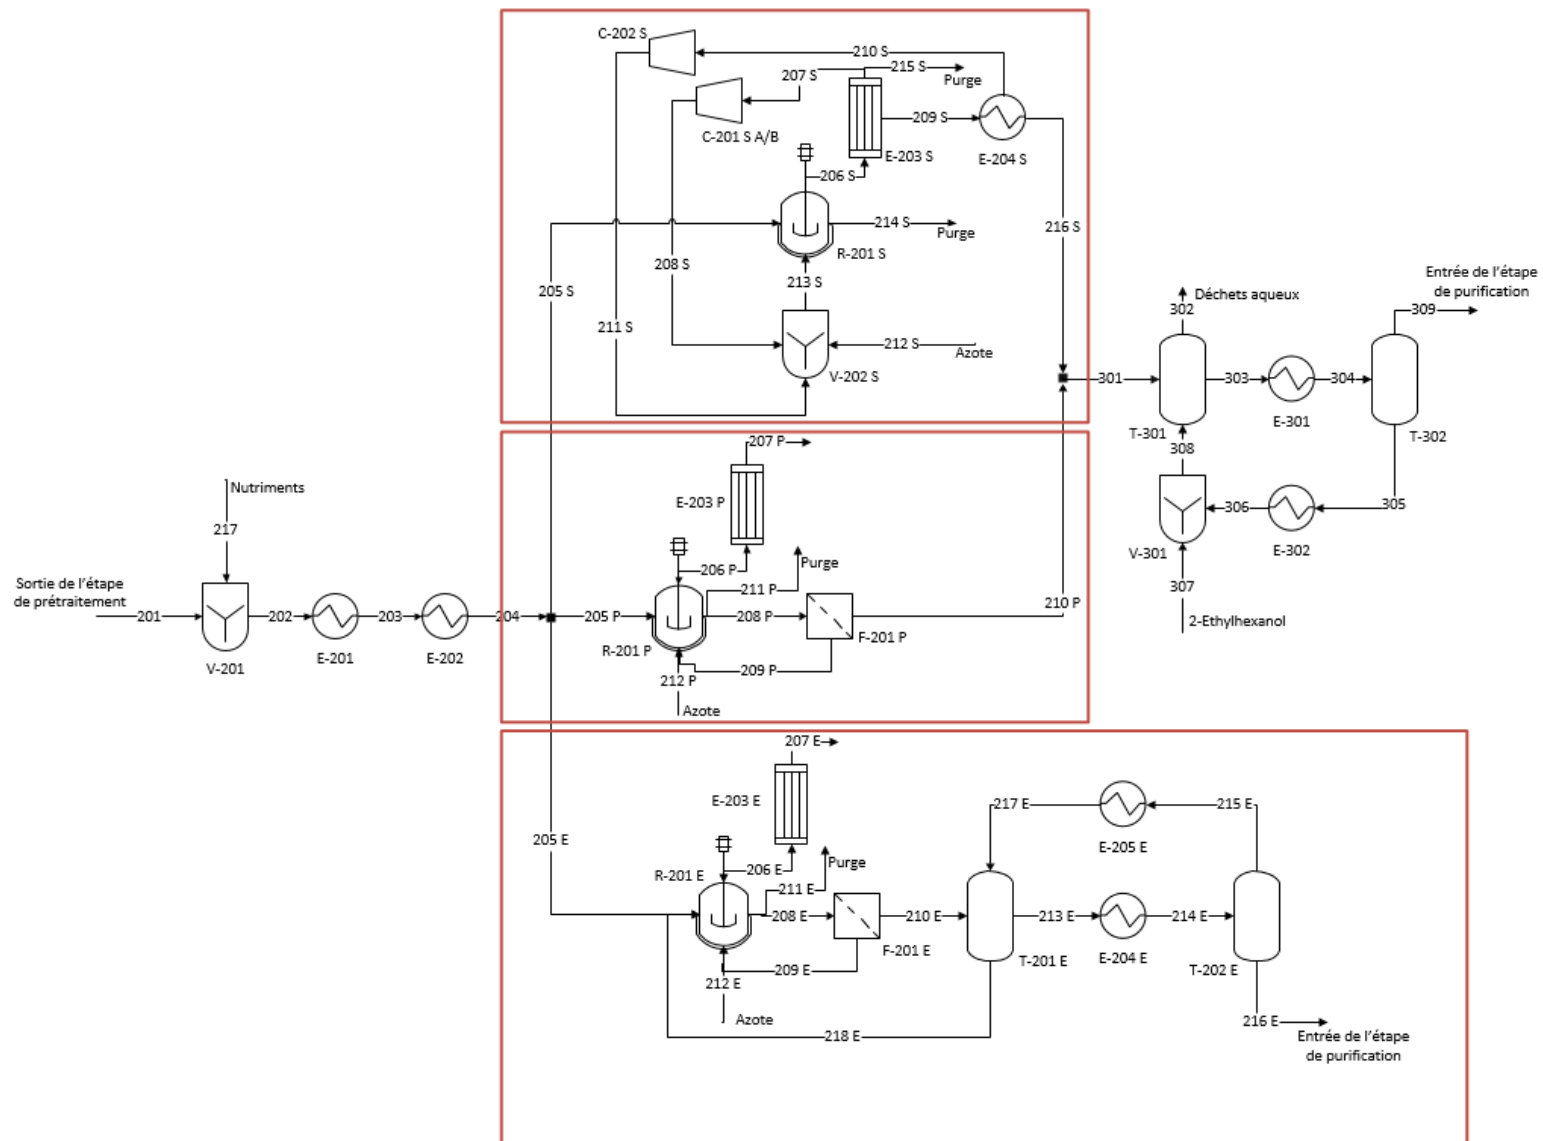 C-202 S
210 S
215 S
Purge
207 S
C-201 S A/B
209 S
E-203 S
E-204 S
206 S
214 S
Purge
R-201 S
216 S
208 S
213 S
205 S
211 S
212 S
Azote
V-202 S
Entrée de l'étape
de purification
Déchets aqueux
302
309
301
303
304
E-301
T-301
T-302
308
305
306
V-301
E-302
307
2-Ethylhexanol
207 P
E-203 P
206 P
Purge
211 P
205 P
208 P
210 P
F-201 P
R-201 P
209 P
212 P
Azote
Nutriments
217
Sortie de l'étape
de prétraitement
201
202
203
204
V-201
E-201
E-202
207 E
E-203 E
217 E
215 E
E-205 E
205 E
206 E
Purge
R-201 E
211 E
208 E
210 E
213 E
214 E
F-201 E
T-201 E
E-204 E
T-202 E
209 E
212 E
Azote
218 E
216 E
Entrée de l'étape
de purification